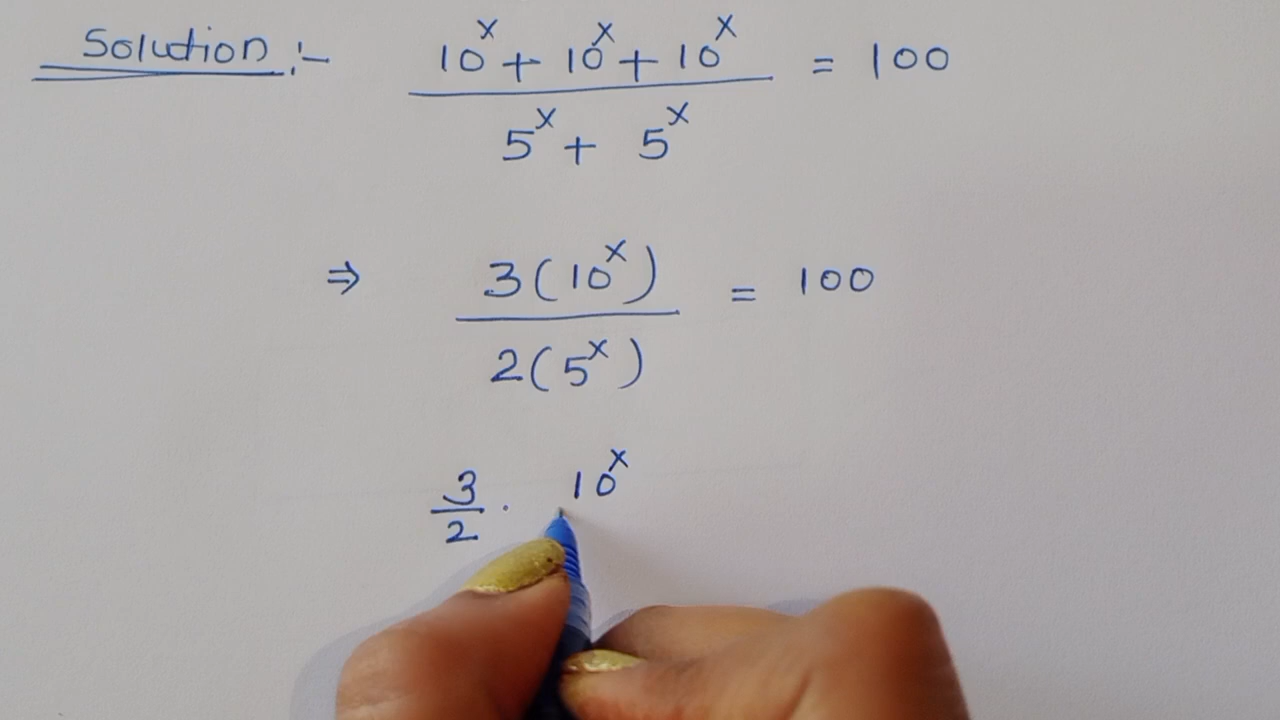 Solution :- (10^x + 10^x + 10^x)/(5^x + 5^x) = 100
⇒ 3(10^x)/2(5^x) = 100
3/2 . 10^x